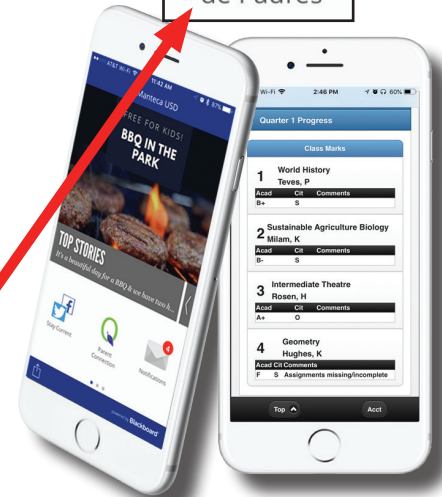 de Padres
AT&T Wi-Fi 11:42 AM 87%
Manteca USD
FREE FOR KIDS!
BBQ IN THE
PARK
TOP STORIES
It's a beautiful day for a BBQ & we have two h...
Stay Current
Parent
Connection
Notifications
4
powered by Blackboard
Wi-Fi 2:46 PM 60%
Quarter 1 Progress
Class Marks
1 World History
Teves, P
Acad Cit Comments
B+ S
2 Sustainable Agriculture Biology
Milam, K
Acad Cit Comments
B- S
3 Intermediate Theatre
Rosen, H
Acad Cit Comments
A+ O
4 Geometry
Hughes, K
Acad Cit Comments
F S Assignments missing/incomplete
Top Acct